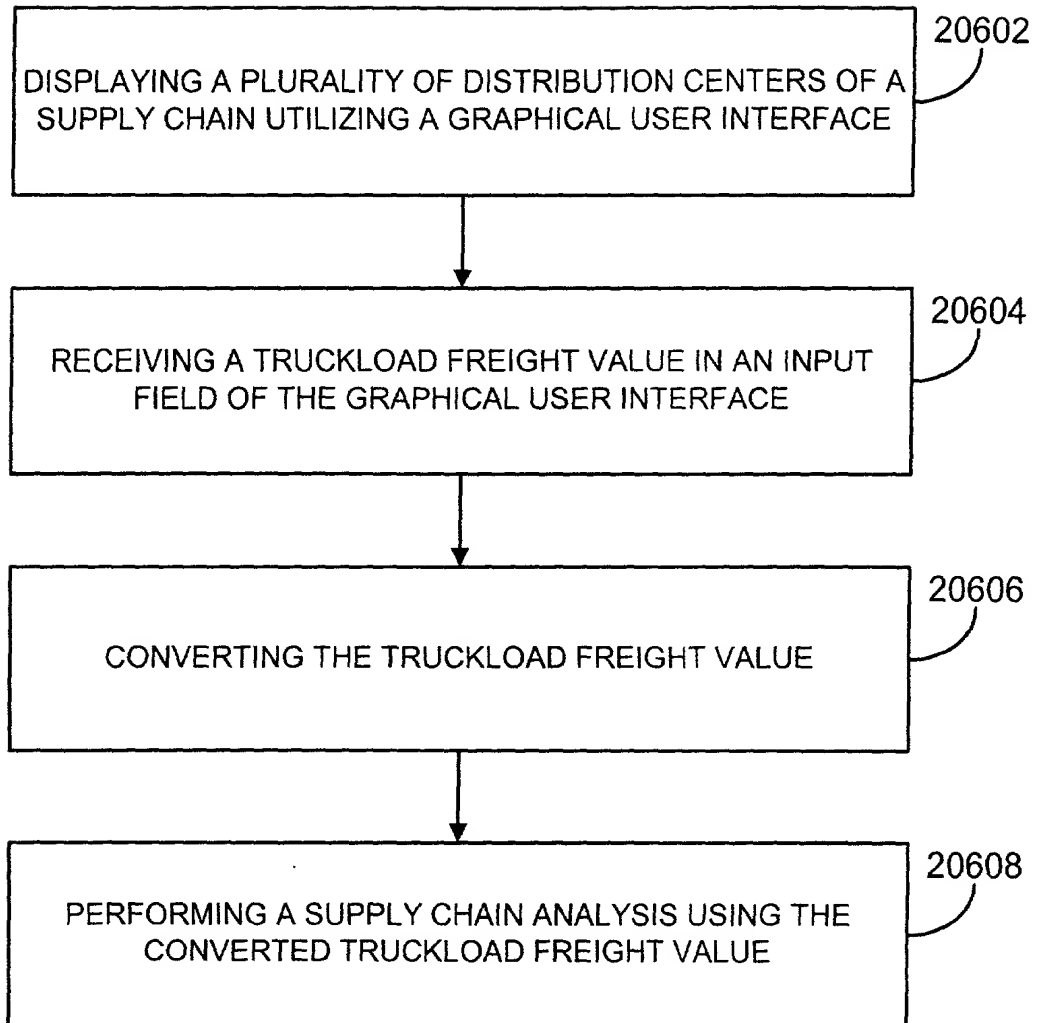 20602
DISPLAYING A PLURALITY OF DISTRIBUTION CENTERS OF A
SUPPLY CHAIN UTILIZING A GRAPHICAL USER INTERFACE
20604
RECEIVING A TRUCKLOAD FREIGHT VALUE IN AN INPUT
FIELD OF THE GRAPHICAL USER INTERFACE
20606
CONVERTING THE TRUCKLOAD FREIGHT VALUE
20608
PERFORMING A SUPPLY CHAIN ANALYSIS USING THE
CONVERTED TRUCKLOAD FREIGHT VALUE